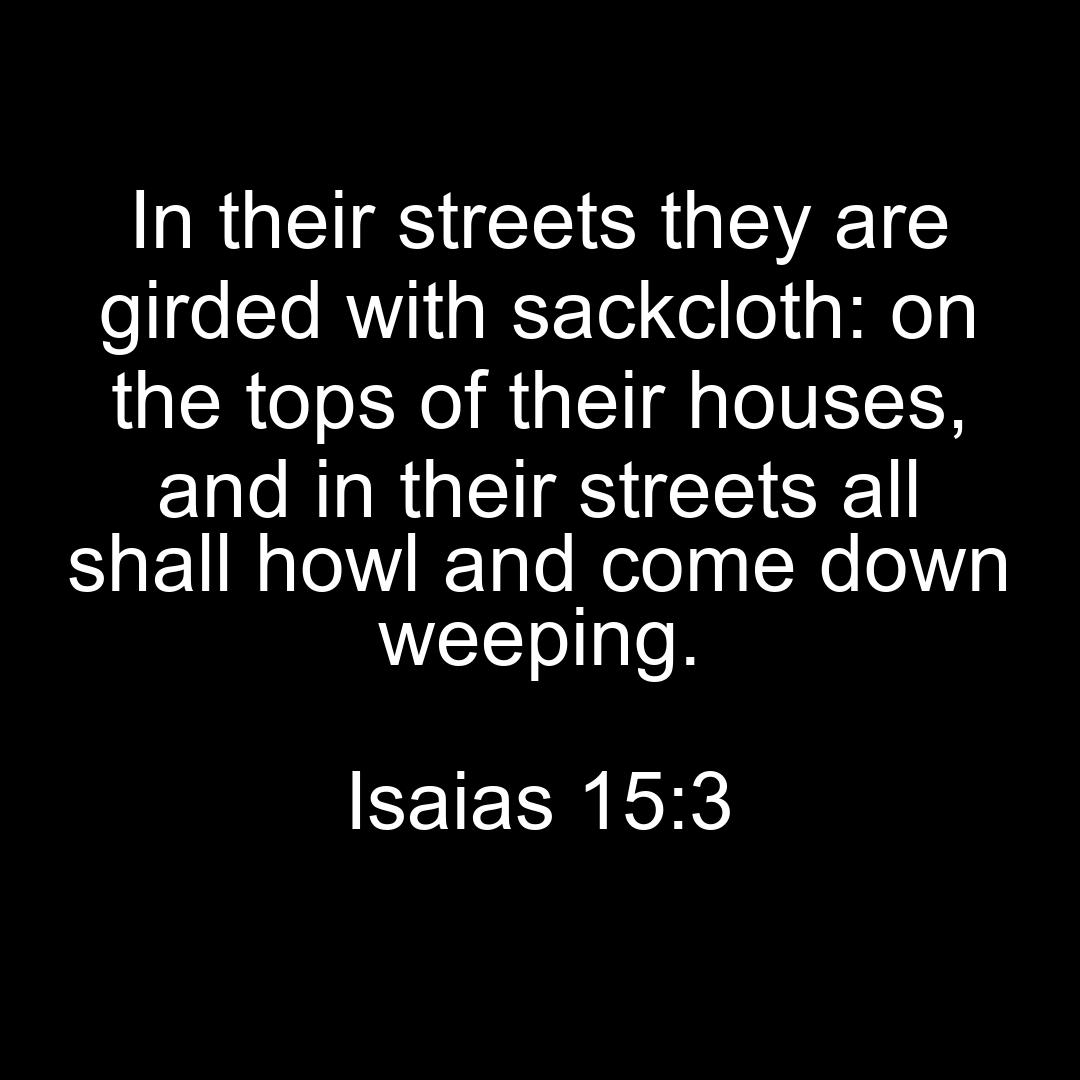 In their streets they are
girded with sackcloth: on
the tops of their houses,
and in their streets all
shall howl and come down
weeping.
Isaias 15:3